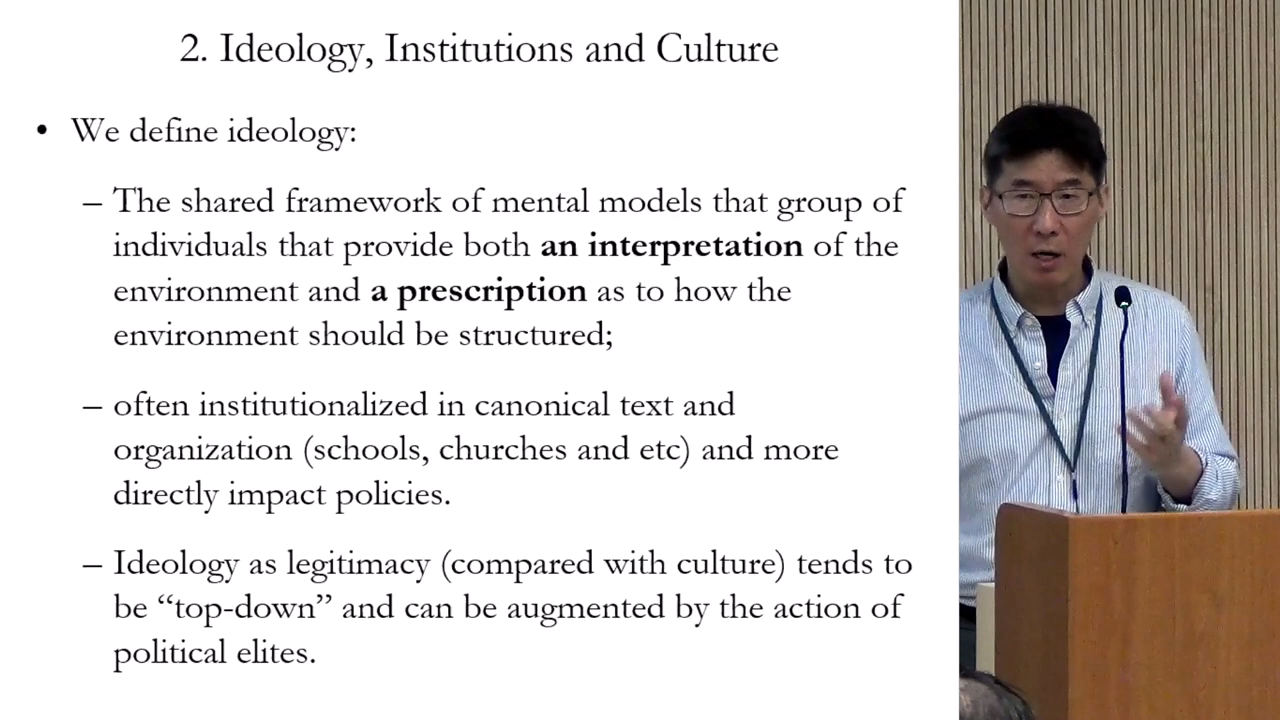 2. Ideology, Institutions and Culture
• We define ideology:
– The shared framework of mental models that group of
individuals that provide both an interpretation of the
environment and a prescription as to how the
environment should be structured;
– often institutionalized in canonical text and
organization (schools, churches and etc) and more
directly impact policies.
– Ideology as legitimacy (compared with culture) tends to
be “top-down” and can be augmented by the action of
political elites.